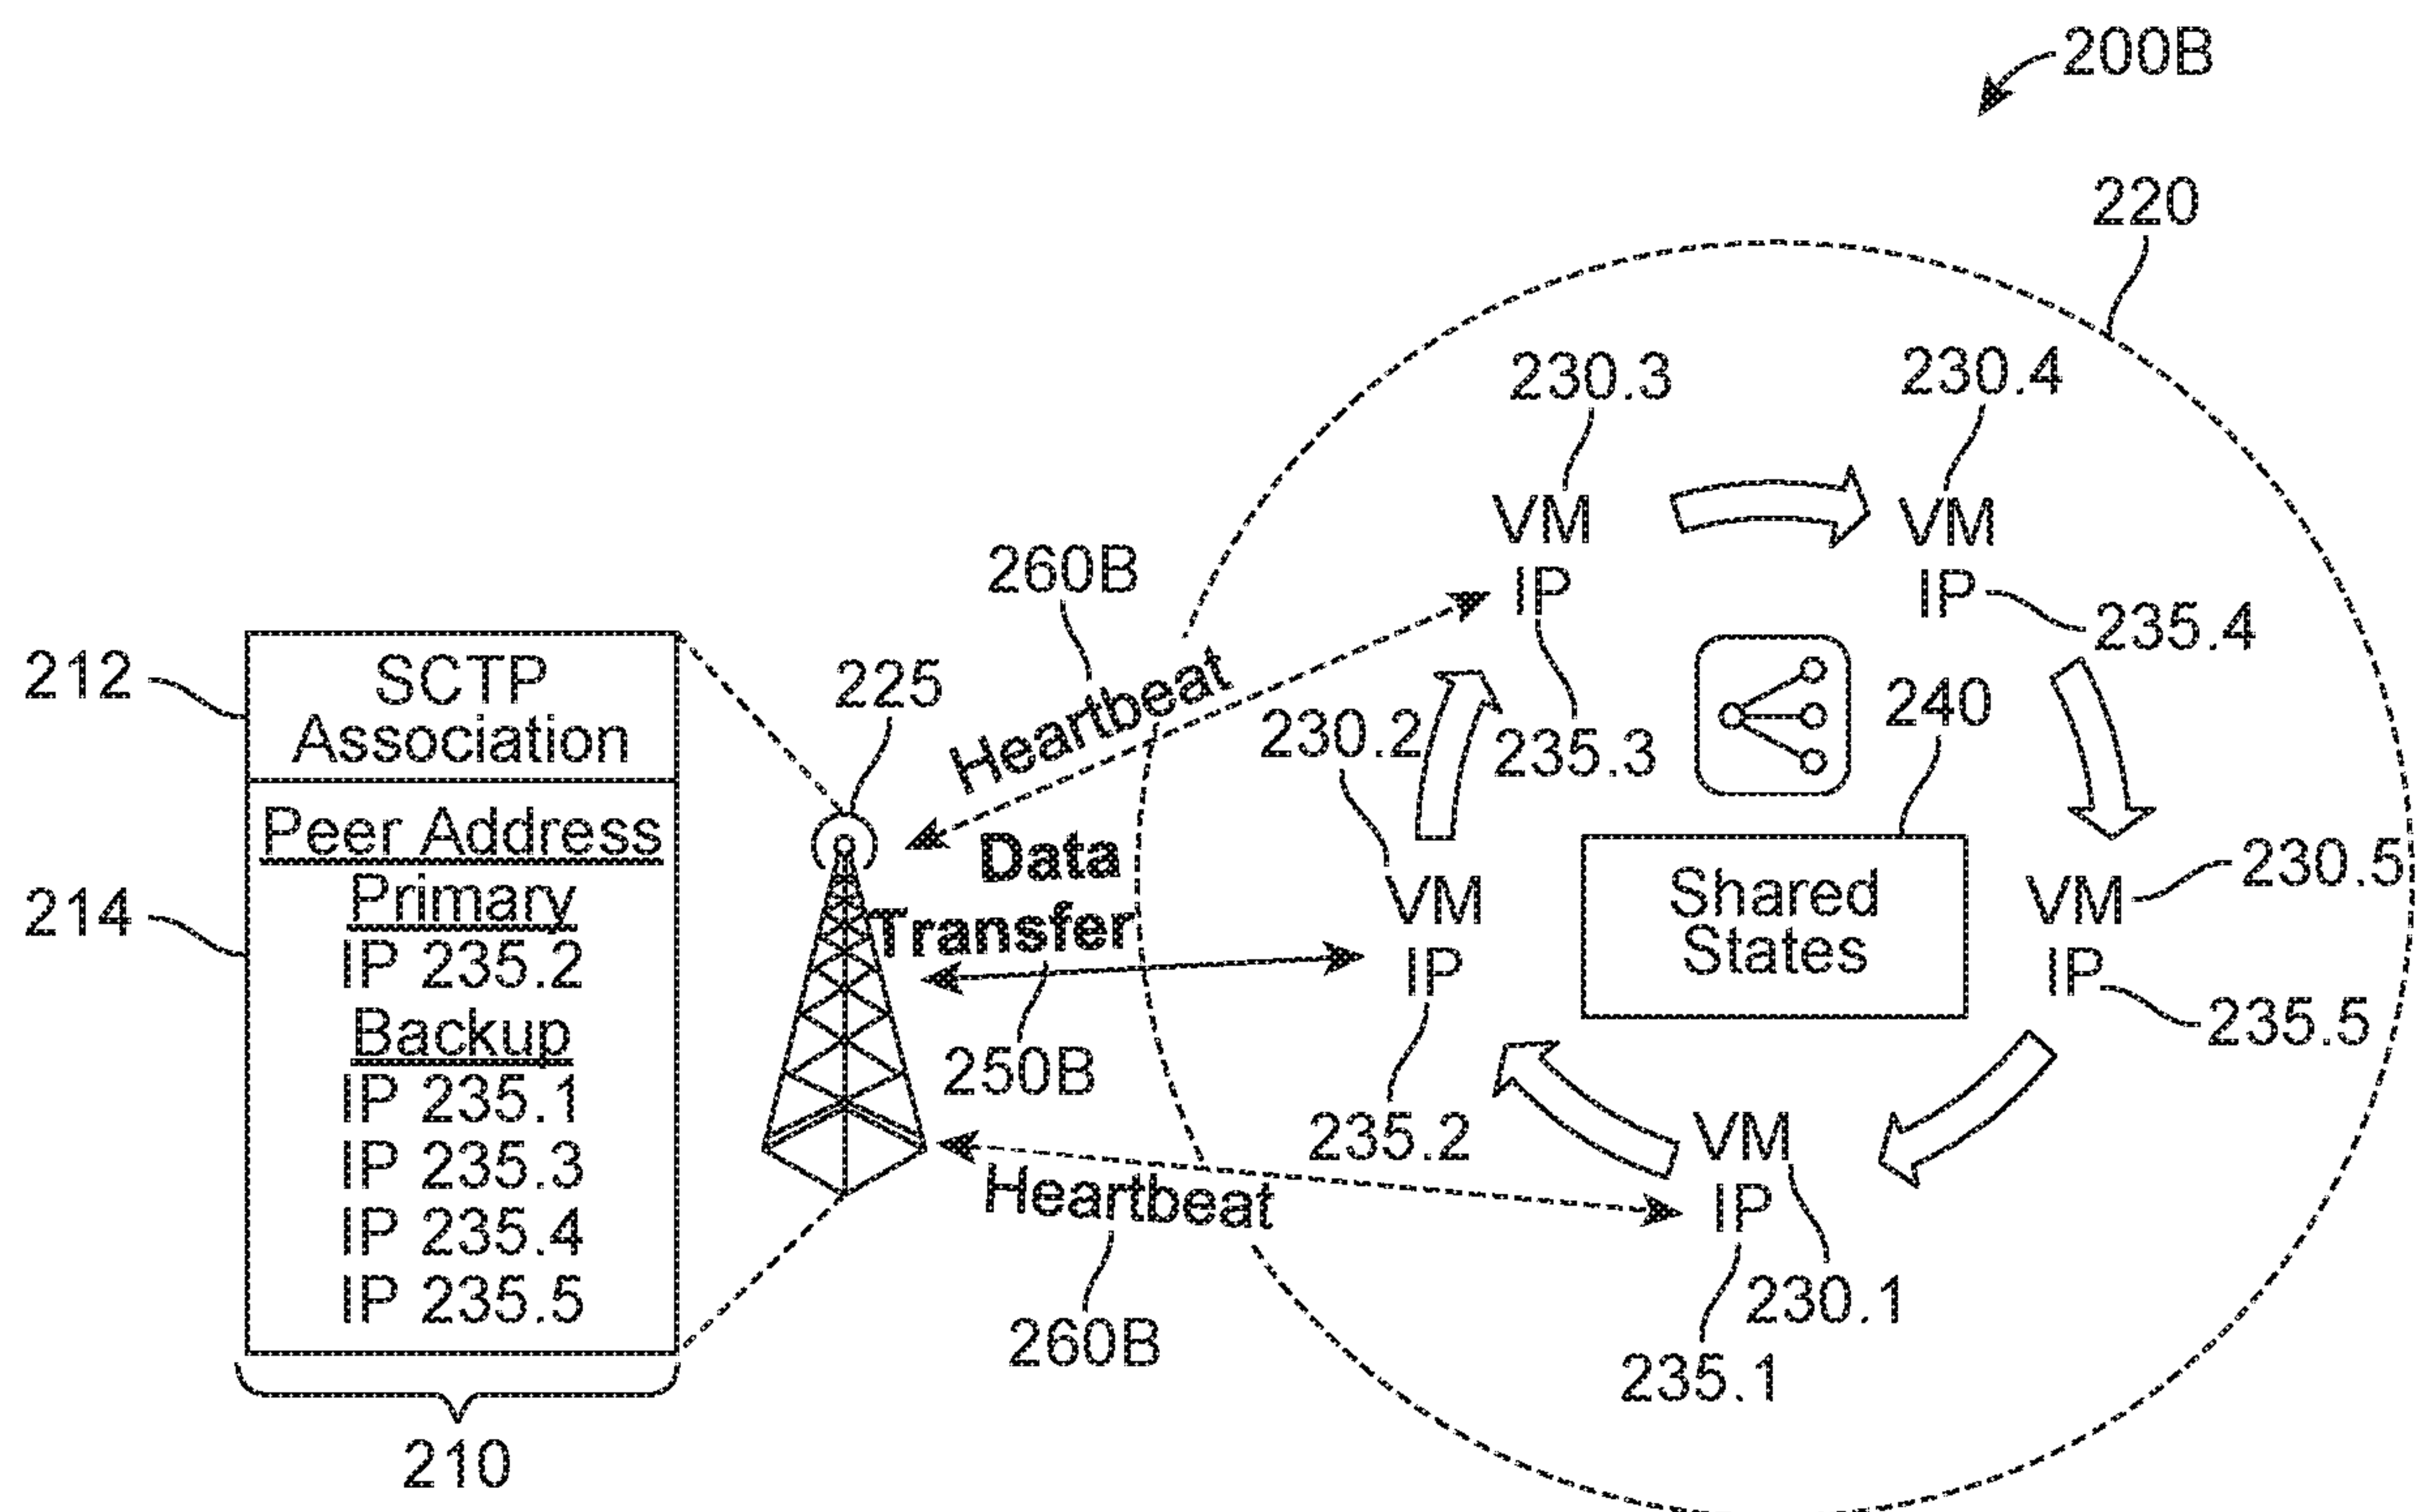 200B
220
230.3
230.4
VM
VM
260B
IP
IP
235.4
212
SCTP
Association
225
Heartbeat
230.2
235.3
240
Peer Address
Data
Transfer
214
Primary
IP 235.2
VM
IP
Shared
States
VM
230.5
IP
235.5
Backup
250B
IP 235.1
235.2
VM
IP 235.3
Heartbeat
IP
IP 235.4
230.1
IP 235.5
260B
235.1
210